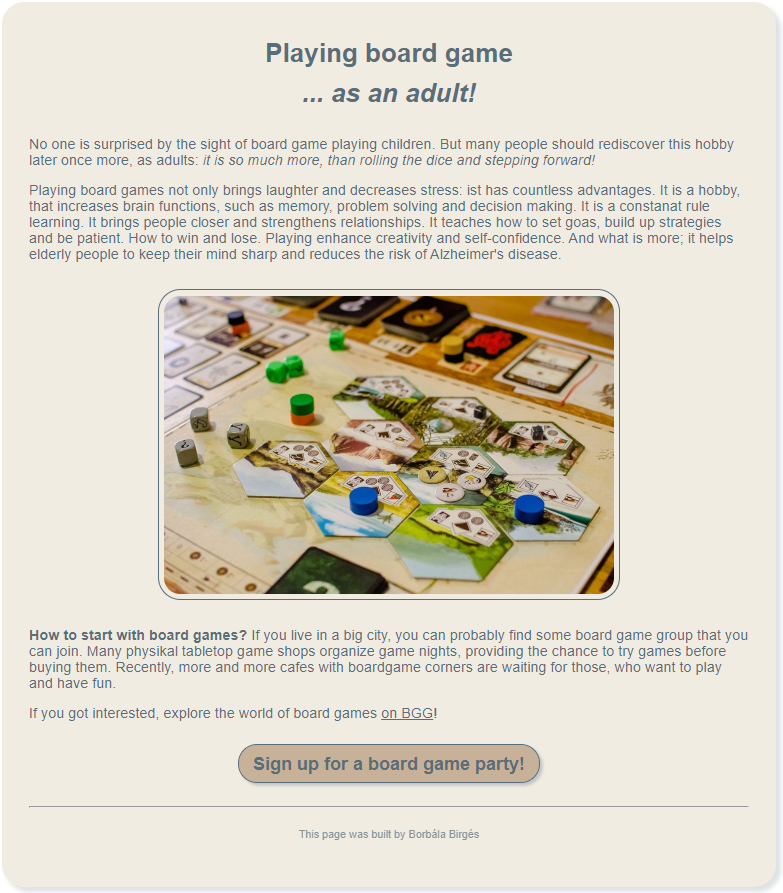 Playing board game
... as an adult!
No one is surprised by the sight of board game playing children. But many people should rediscover this hobby
later once more, as adults: it is so much more, than rolling the dice and stepping forward!
Playing board games not only brings laughter and decreases stress: ist has countless advantages. It is a hobby,
that increases brain functions, such as memory, problem solving and decision making. It is a constanat rule
learning. It brings people closer and strengthens relationships. It teaches how to set goas, build up strategies
and be patient. How to win and lose. Playing enhance creativity and self-confidence. And what is more; it helps
elderly people to keep their mind sharp and reduces the risk of Alzheimer's disease.
2
How to start with board games? If you live in a big city, you can probably find some board game group that you
can join. Many physikal tabletop game shops organize game nights, providing the chance to try games before
buying them. Recently, more and more cafes with boardgame corners are waiting for those, who want to play
and have fun.
If you got interested, explore the world of board games on BGG!
Sign up for a board game party!
This page was built by Borbála Birgés